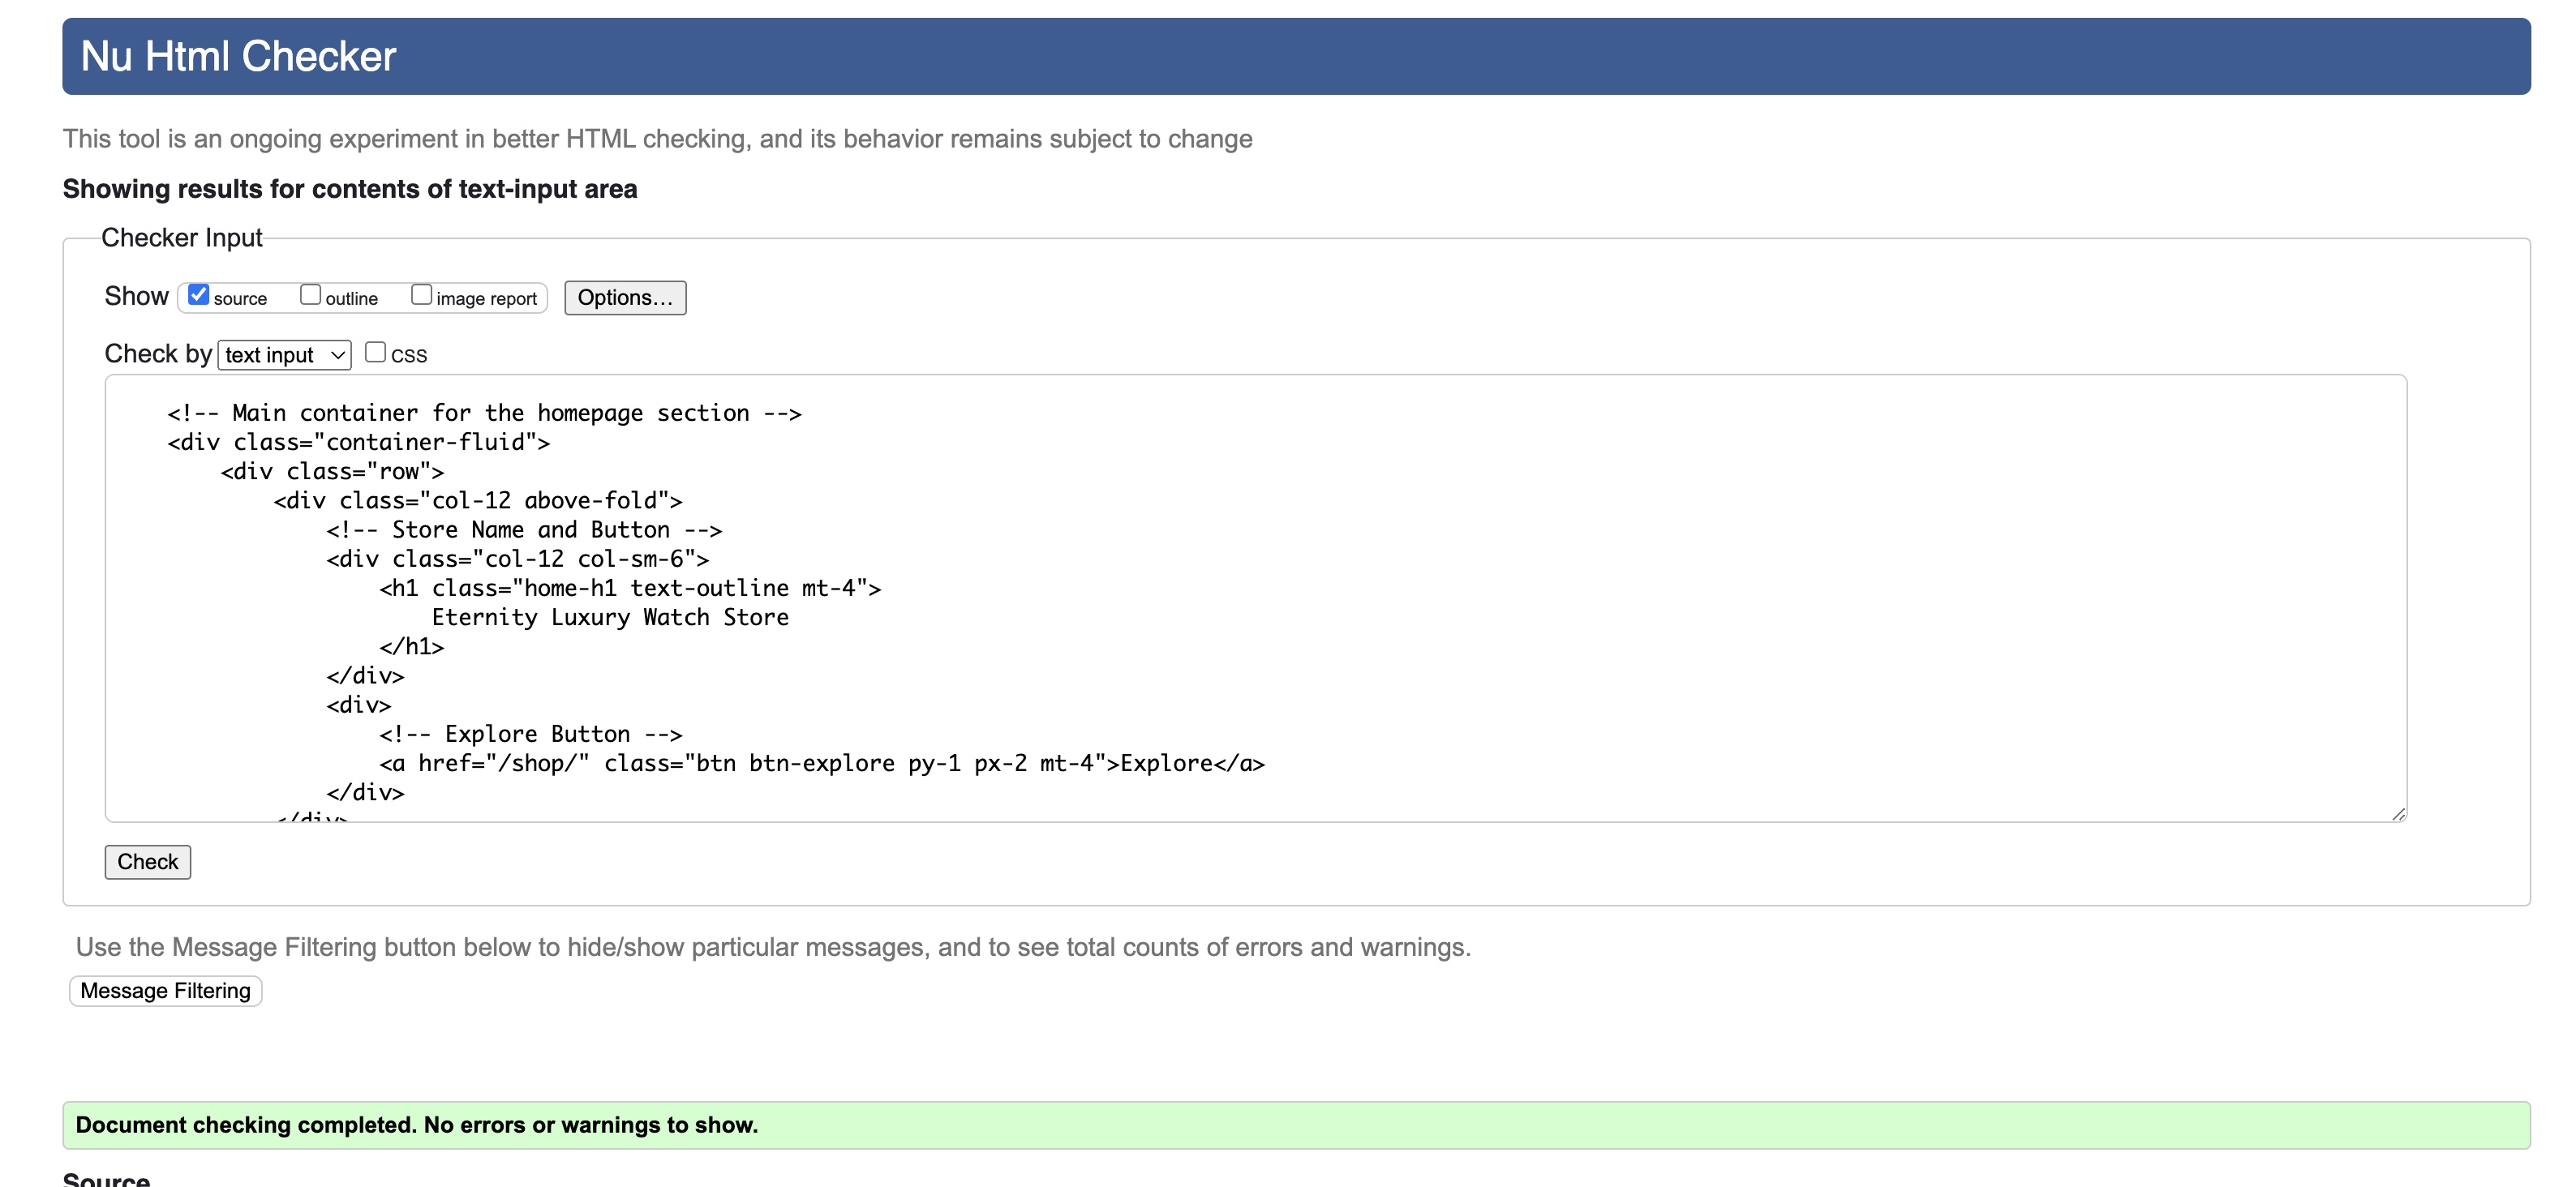 Nu Html Checker
This tool is an ongoing experiment in better HTML checking, and its behavior remains subject to change
Showing results for contents of text-input area
Checker Input
Show source outline image report Options...
Check by text input CSS
<!-- Main container for the homepage section -->
<div class="container-fluid">
<div class="row">
<div class="col-12 above-fold">
<!-- Store Name and Button -->
<div class="col-12 col-sm-6">
<h1 class="home-h1 text-outline mt-4">
Eternity Luxury Watch Store
</h1>
</div>
<div>
<!-- Explore Button -->
<a href="/shop/" class="btn btn-explore py-1 px-2 mt-4">Explore</a>
</div>
</div>
Check
Use the Message Filtering button below to hide/show particular messages, and to see total counts of errors and warnings.
Message Filtering
Document checking completed. No errors or warnings to show.
Source